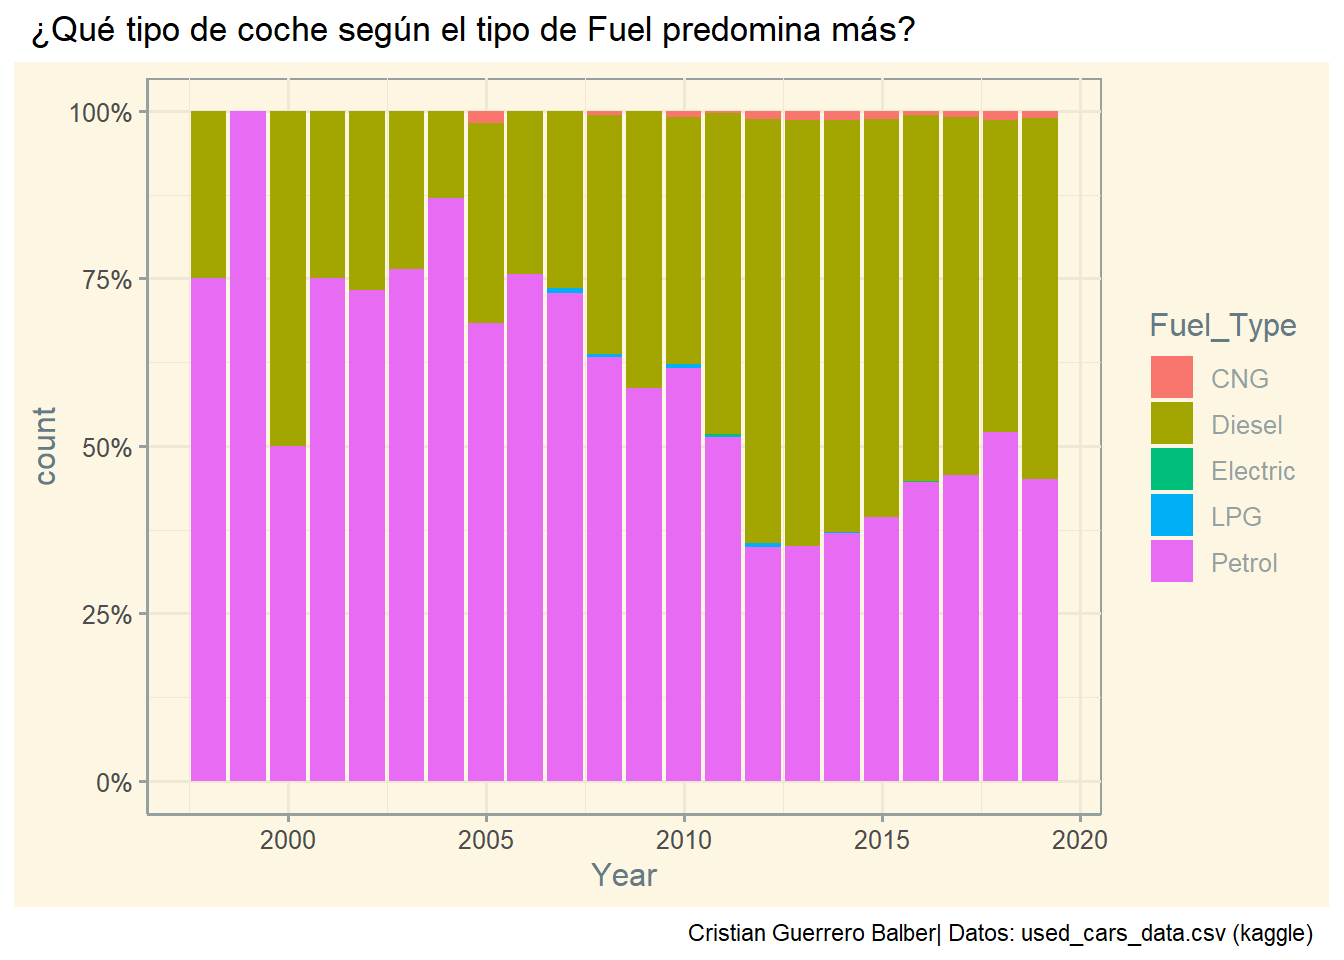 ¿Qué tipo de coche según el tipo de Fuel predomina más?
100%
75%
50%
25%
0%
count
2000 2005 2010 2015 2020
Year
Fuel_Type
CNG
Diesel
Electric
LPG
Petrol
Cristian Guerrero Balber| Datos: used_cars_data.csv (kaggle)